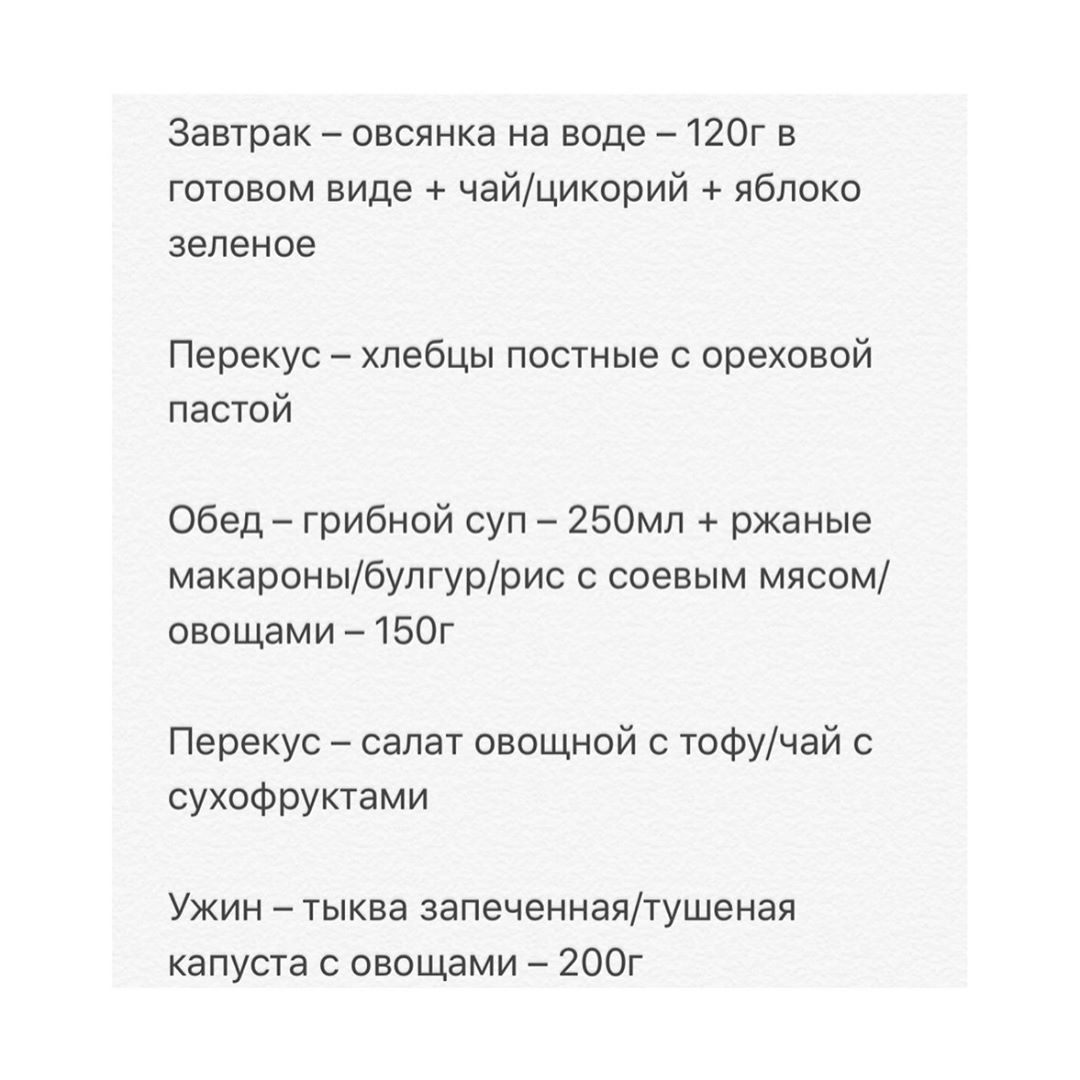 Завтрак – овсянка на воде – 120г в
готовом виде + чай/цикорий + яблоко
зеленое
Перекус – хлебцы постные с ореховой
пастой
Обед – грибной суп – 250мл + ржаные
макароны/булгур/рис с соевым мясом/
овощами – 150г
Перекус – салат овощной с тофу/чай с
сухофруктами
Ужин – тыква запеченная/тушеная
капуста с овощами – 200г